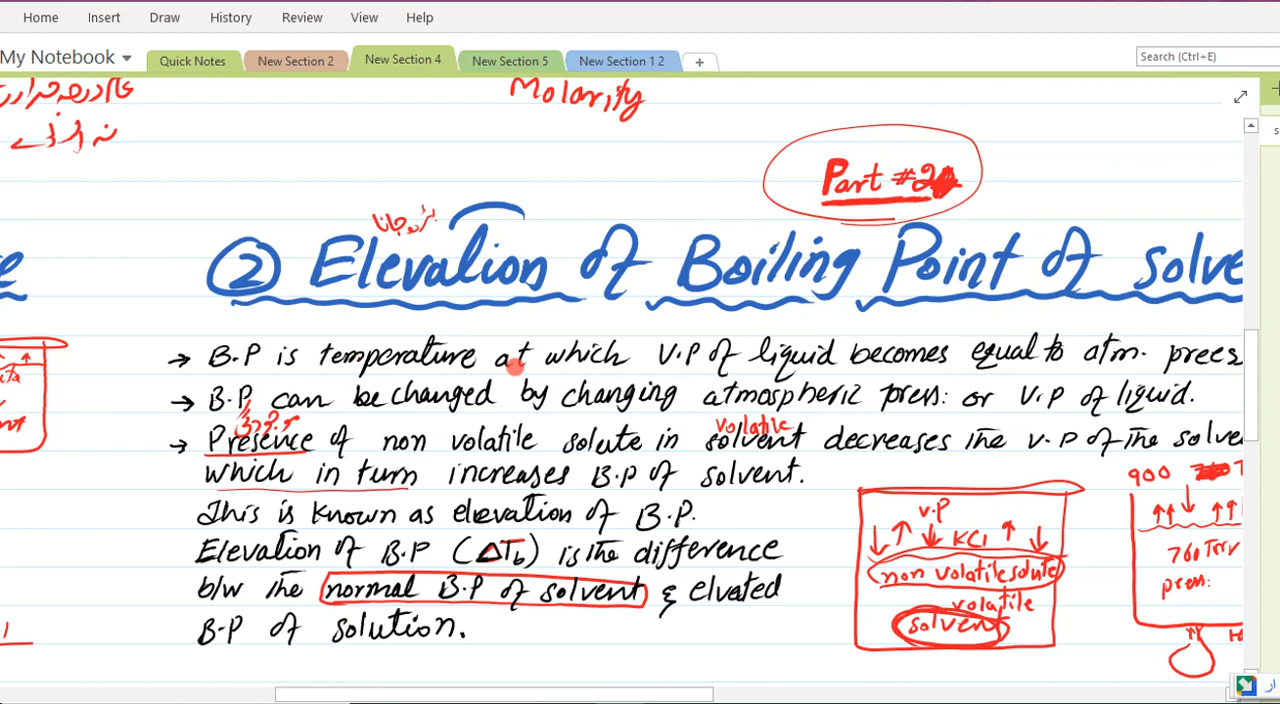 Home Insert Draw History Review View Help
My Notebook Quick Notes New Section 2 New Section 4 New Section 5 New Section 1 2 + Search (Ctrl+E)
Molarity
Part #2
بڑھ جانا
② Elevation of Boiling Point of solve
→ B.P is temperature at which V.P of liquid becomes equal to atm. prees
→ B.P can be changed by changing atmospheric press: or V.P of liquid.
volatile
→ Presence of non volatile solute in solvent decreases the V.P of the solve
which in turn increases B.P of solvent.
This is known as elevation of B.P.
Elevation of B.P (ΔTb) is the difference
b/w the normal B.P of solvent & elvated
B.P of solution.
v.P
KCl
non volatile solute
volatile
solvent
900
760 Torr
press: